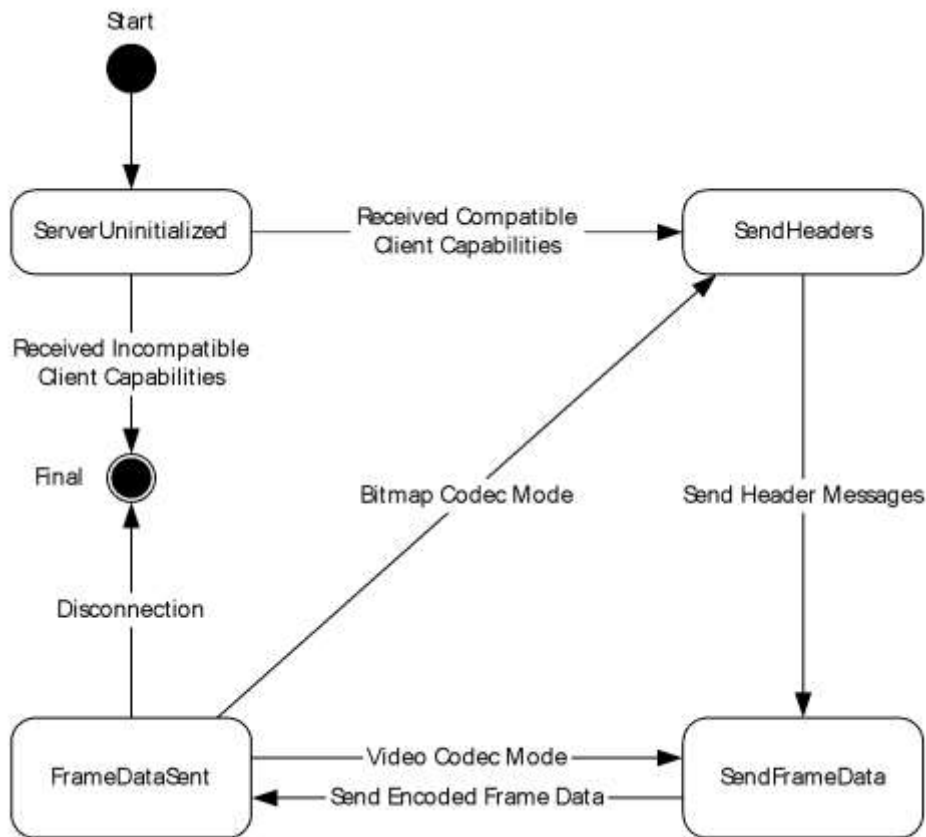 Start
ServerUninitialized
Received Compatible
Client Capabilities
SendHeaders
Received Incompatible
Client Capabilities
Final
Bitmap Codec Mode
Send Header Messages
Disconnection
FrameDataSent
Video Codec Mode
Send Encoded Frame Data
SendFrameData